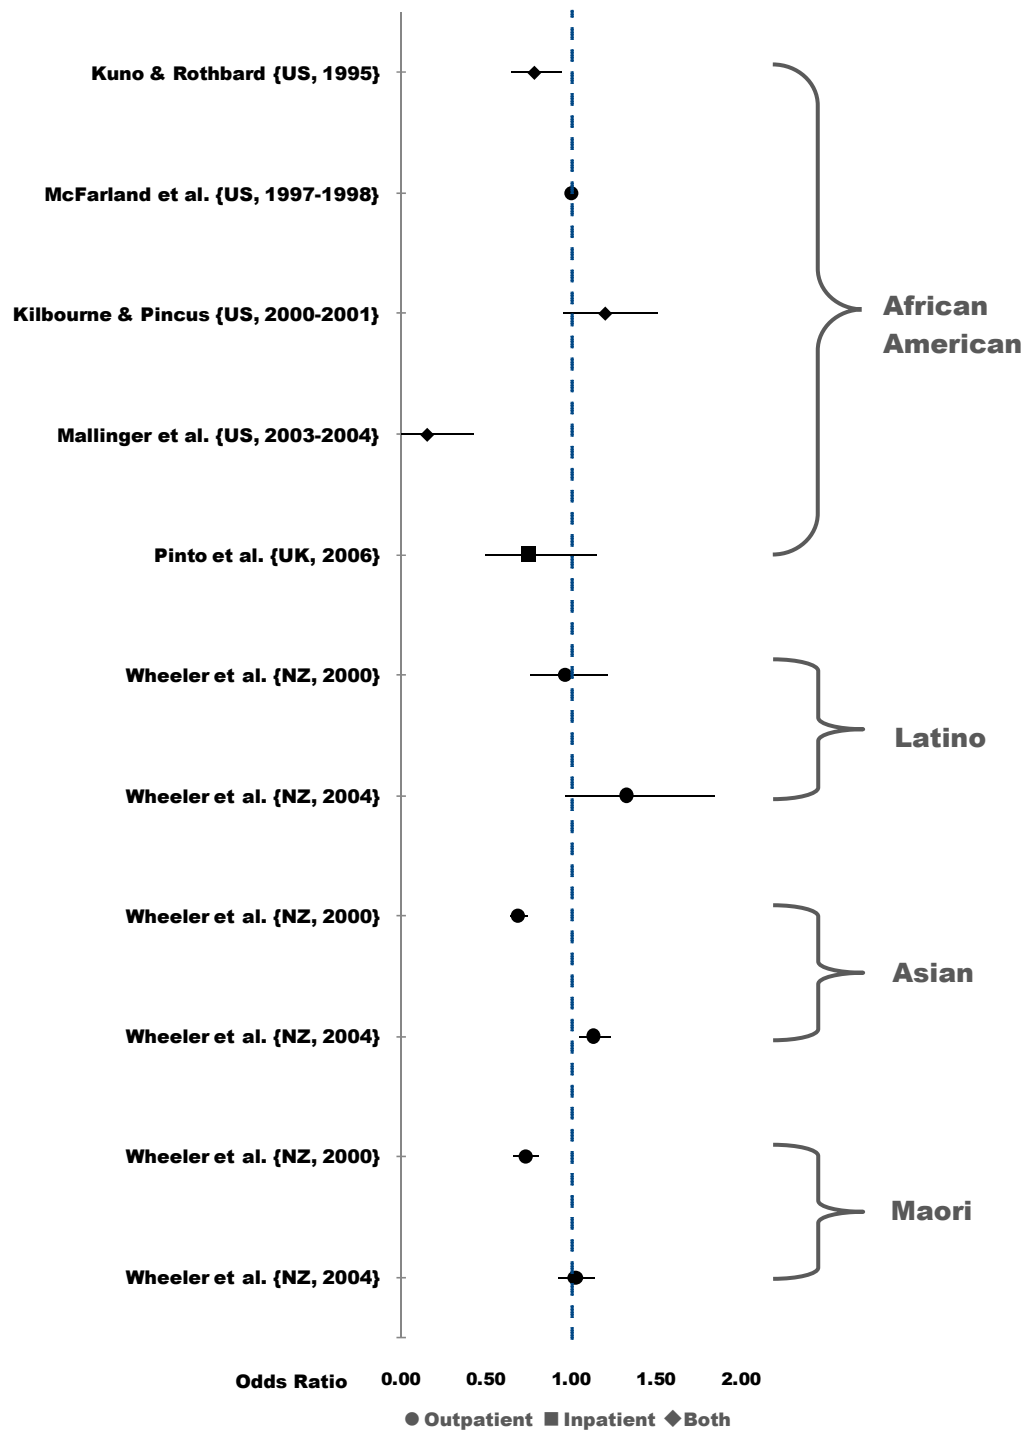 Kuno & Rothbard {US, 1995}
McFarland et al. {US, 1997-1998}
Kilbourne & Pincus {US, 2000-2001}
African
American
Mallinger et al. {US, 2003-2004}
Pinto et al. {UK, 2006}
Wheeler et al. {NZ, 2000}
Latino
Wheeler et al. {NZ, 2004}
Wheeler et al. {NZ, 2000}
Asian
Wheeler et al. {NZ, 2004}
Wheeler et al. {NZ, 2000}
Maori
Wheeler et al. {NZ, 2004}
Odds Ratio 0.00 0.50 1.00 1.50 2.00
Outpatient Inpatient Both